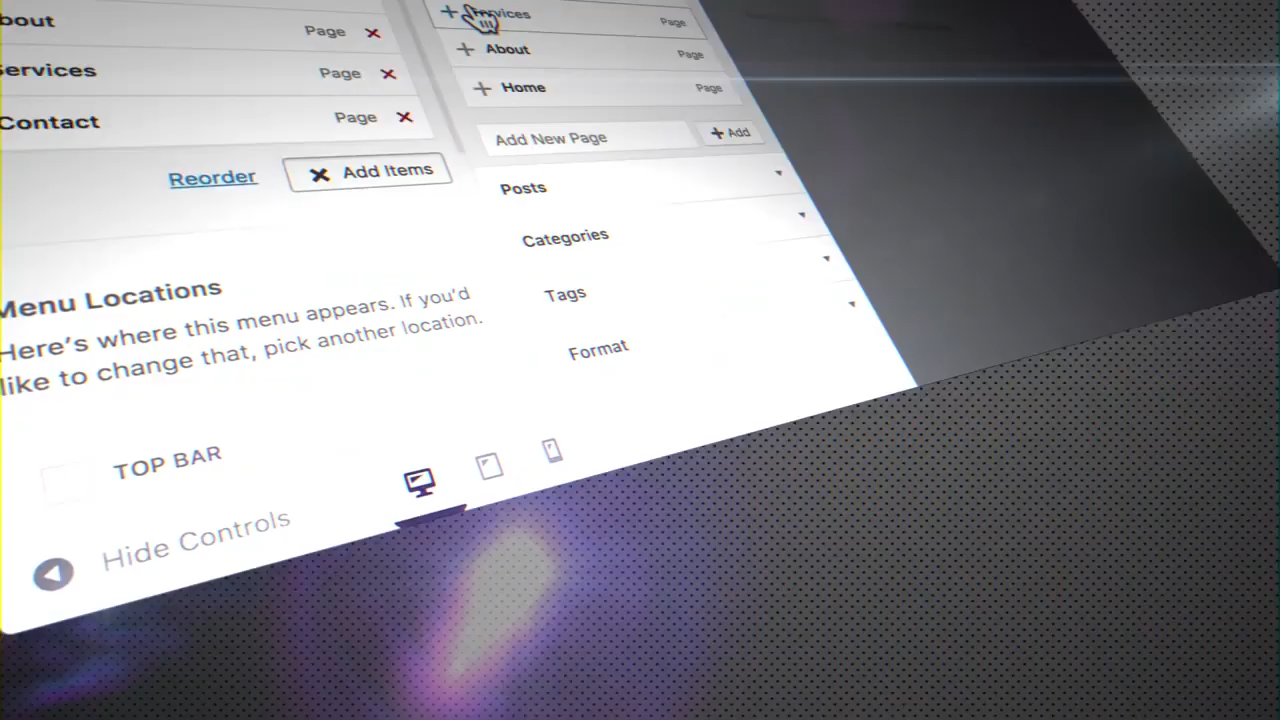 bout Page
ervices Page
Contact Page
Reorder Add Items
Menu Locations
Here's where this menu appears. If you'd
like to change that, pick another location.
TOP BAR
Hide Controls
Services Page
About Page
Home Page
Add New Page Add
Posts
Categories
Tags
Format